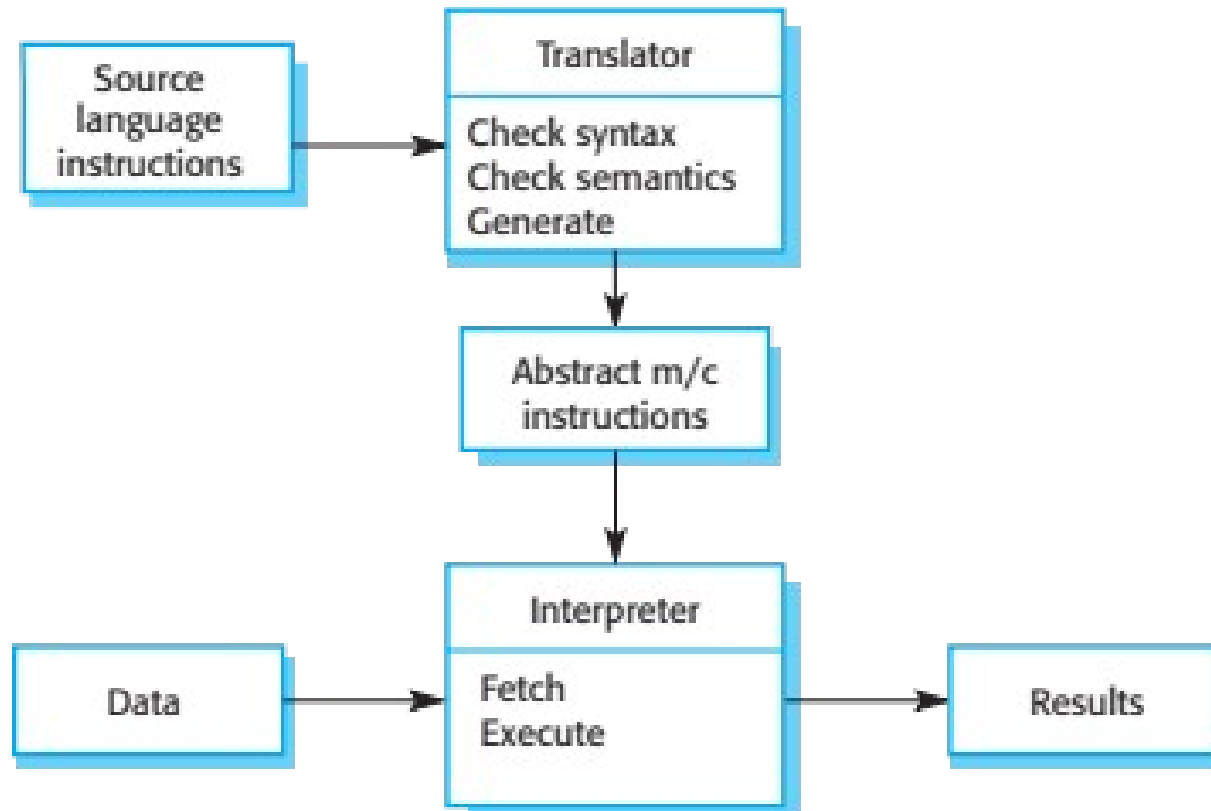 Source
language
instructions
Translator
Check syntax
Check semantics
Generate
Abstract m/c
instructions
Interpreter
Fetch
Execute
Data
Results